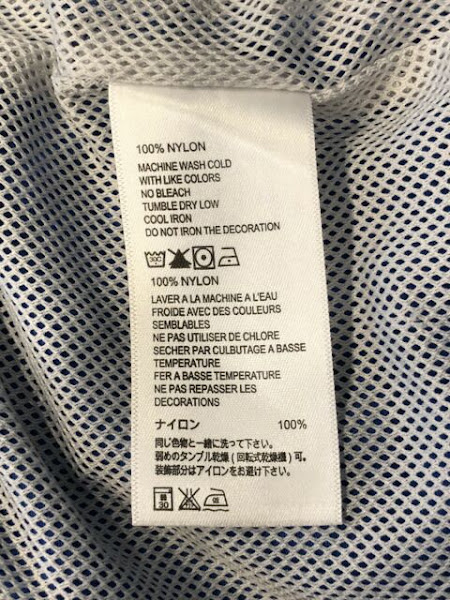 100% NYLON
MACHINE WASH COLD
WITH LIKE COLORS
NO BLEACH
TUMBLE DRY LOW
COOL IRON
DO NOT IRON THE DECORATION
30C
100% NYLON
LAVER A LA MACHINE A L'EAU
FROIDE AVEC DES COULEURS
SEMBLABLES
NE PAS UTILISER DE CHLORE
SECHER PAR CULBUTAGE A BASSE
TEMPERATURE
FER A BASSE TEMPERATURE
NE PAS REPASSER LES
DECORATIONS
ナイロン 100%
同じ色物と一緒に洗って下さい。
弱めのタンブル乾燥(回転式乾燥機)可。
装飾部分はアイロンをお避け下さい。
弱
30
低